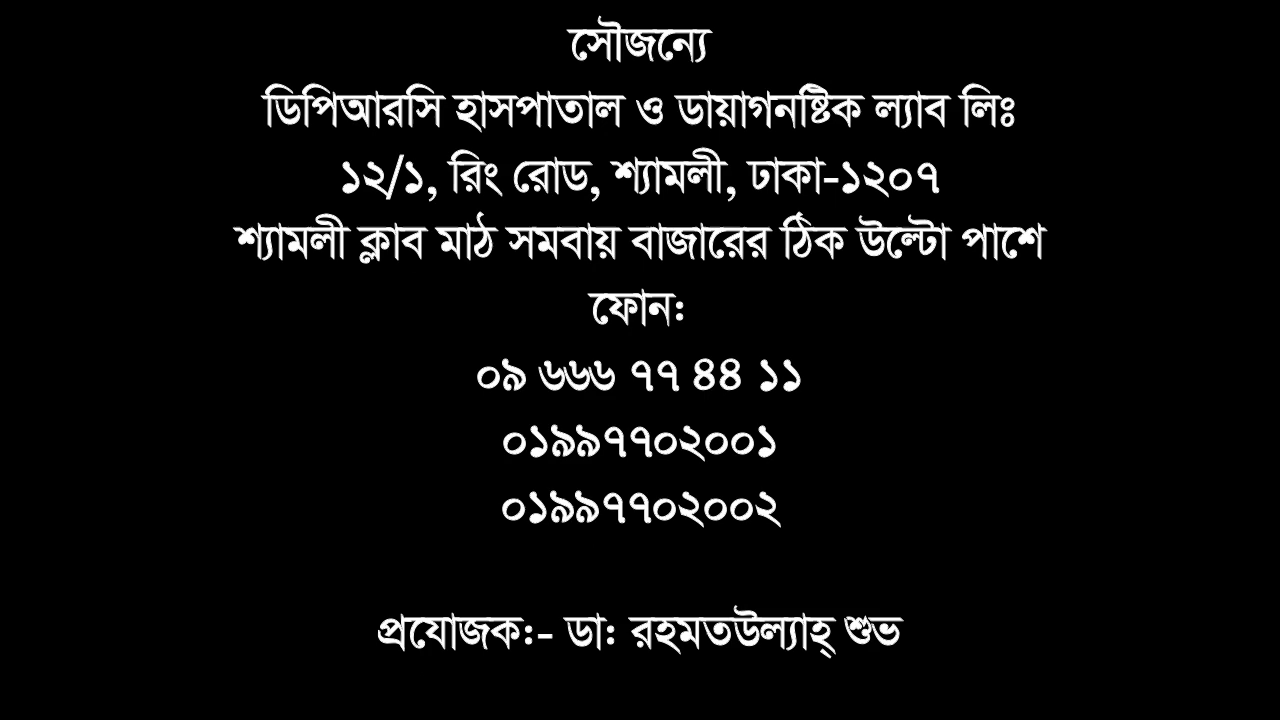 সৌজন্যে
ডিপিআরসি হাসপাতাল ও ডায়াগনষ্টিক ল্যাব লিঃ
১২/১, রিং রোড, শ্যামলী, ঢাকা-১২০৭
শ্যামলী ক্লাব মাঠ সমবায় বাজারের ঠিক উল্টো পাশে
ফোন:
০৯ ৬৬৬ ৭৭ ৪৪ ১১
০১৯৯৭৭০২০০১
০১৯৯৭৭০২০০২
প্রযোজক:- ডা: রহমতউল্যাহ্ শুভ